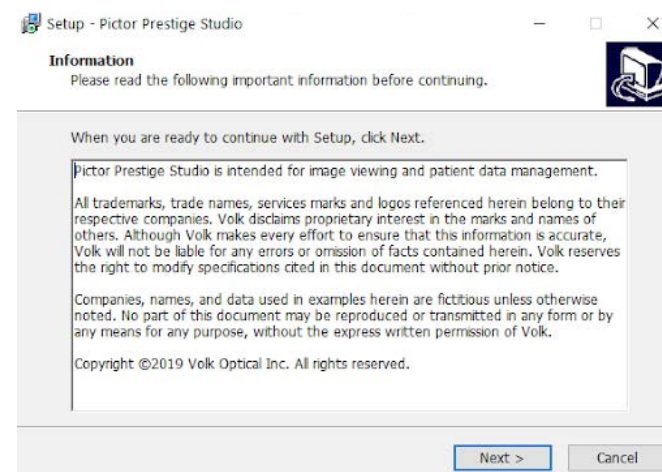 Setup - Pictor Prestige Studio
Information
Please read the following important information before continuing.
When you are ready to continue with Setup, click Next.
Pictor Prestige Studio is intended for image viewing and patient data management.
All trademarks, trade names, services marks and logos referenced herein belong to their
respective companies. Volk disclaims proprietary interest in the marks and names of
others. Although Volk makes every effort to ensure that this information is accurate,
Volk will not be liable for any errors or omission of facts contained herein. Volk reserves
the right to modify specifications cited in this document without prior notice.
Companies, names, and data used in examples herein are fictitious unless otherwise
noted. No part of this document may be reproduced or transmitted in any form or by
any means for any purpose, without the express written permission of Volk.
Copyright ©2019 Volk Optical Inc. All rights reserved.
Next >
Cancel